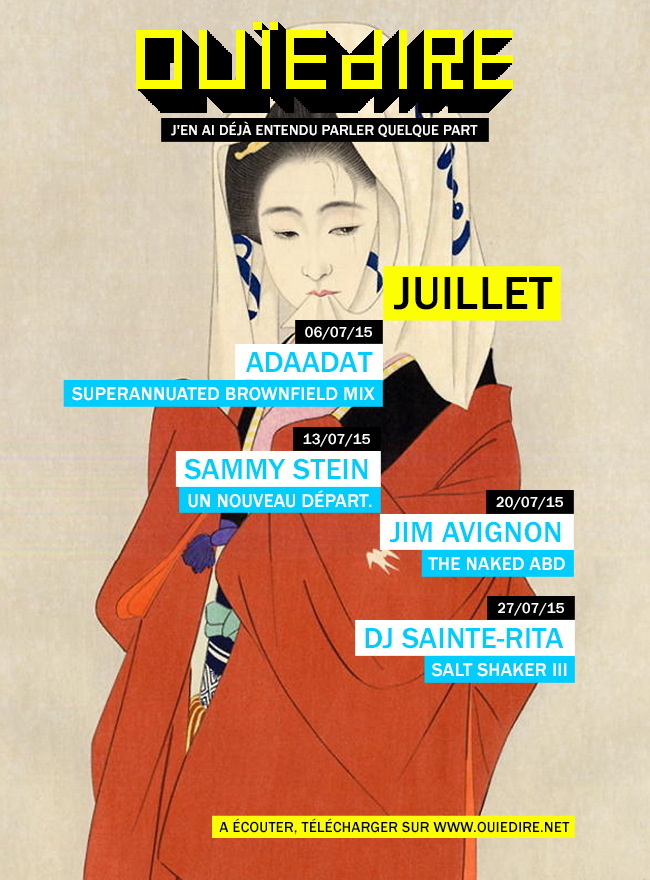 OUÏEDIRE
J'EN AI DÉJÀ ENTENDU PARLER QUELQUE PART
JUILLET
06/07/15
ADAADAT
SUPERANNUATED BROWNFIELD MIX
13/07/15
SAMMY STEIN
UN NOUVEAU DÉPART.
20/07/15
JIM AVIGNON
THE NAKED ABD
27/07/15
DJ SAINTE-RITA
SALT SHAKER III
A ÉCOUTER, TÉLÉCHARGER SUR WWW.OUIEDIRE.NET